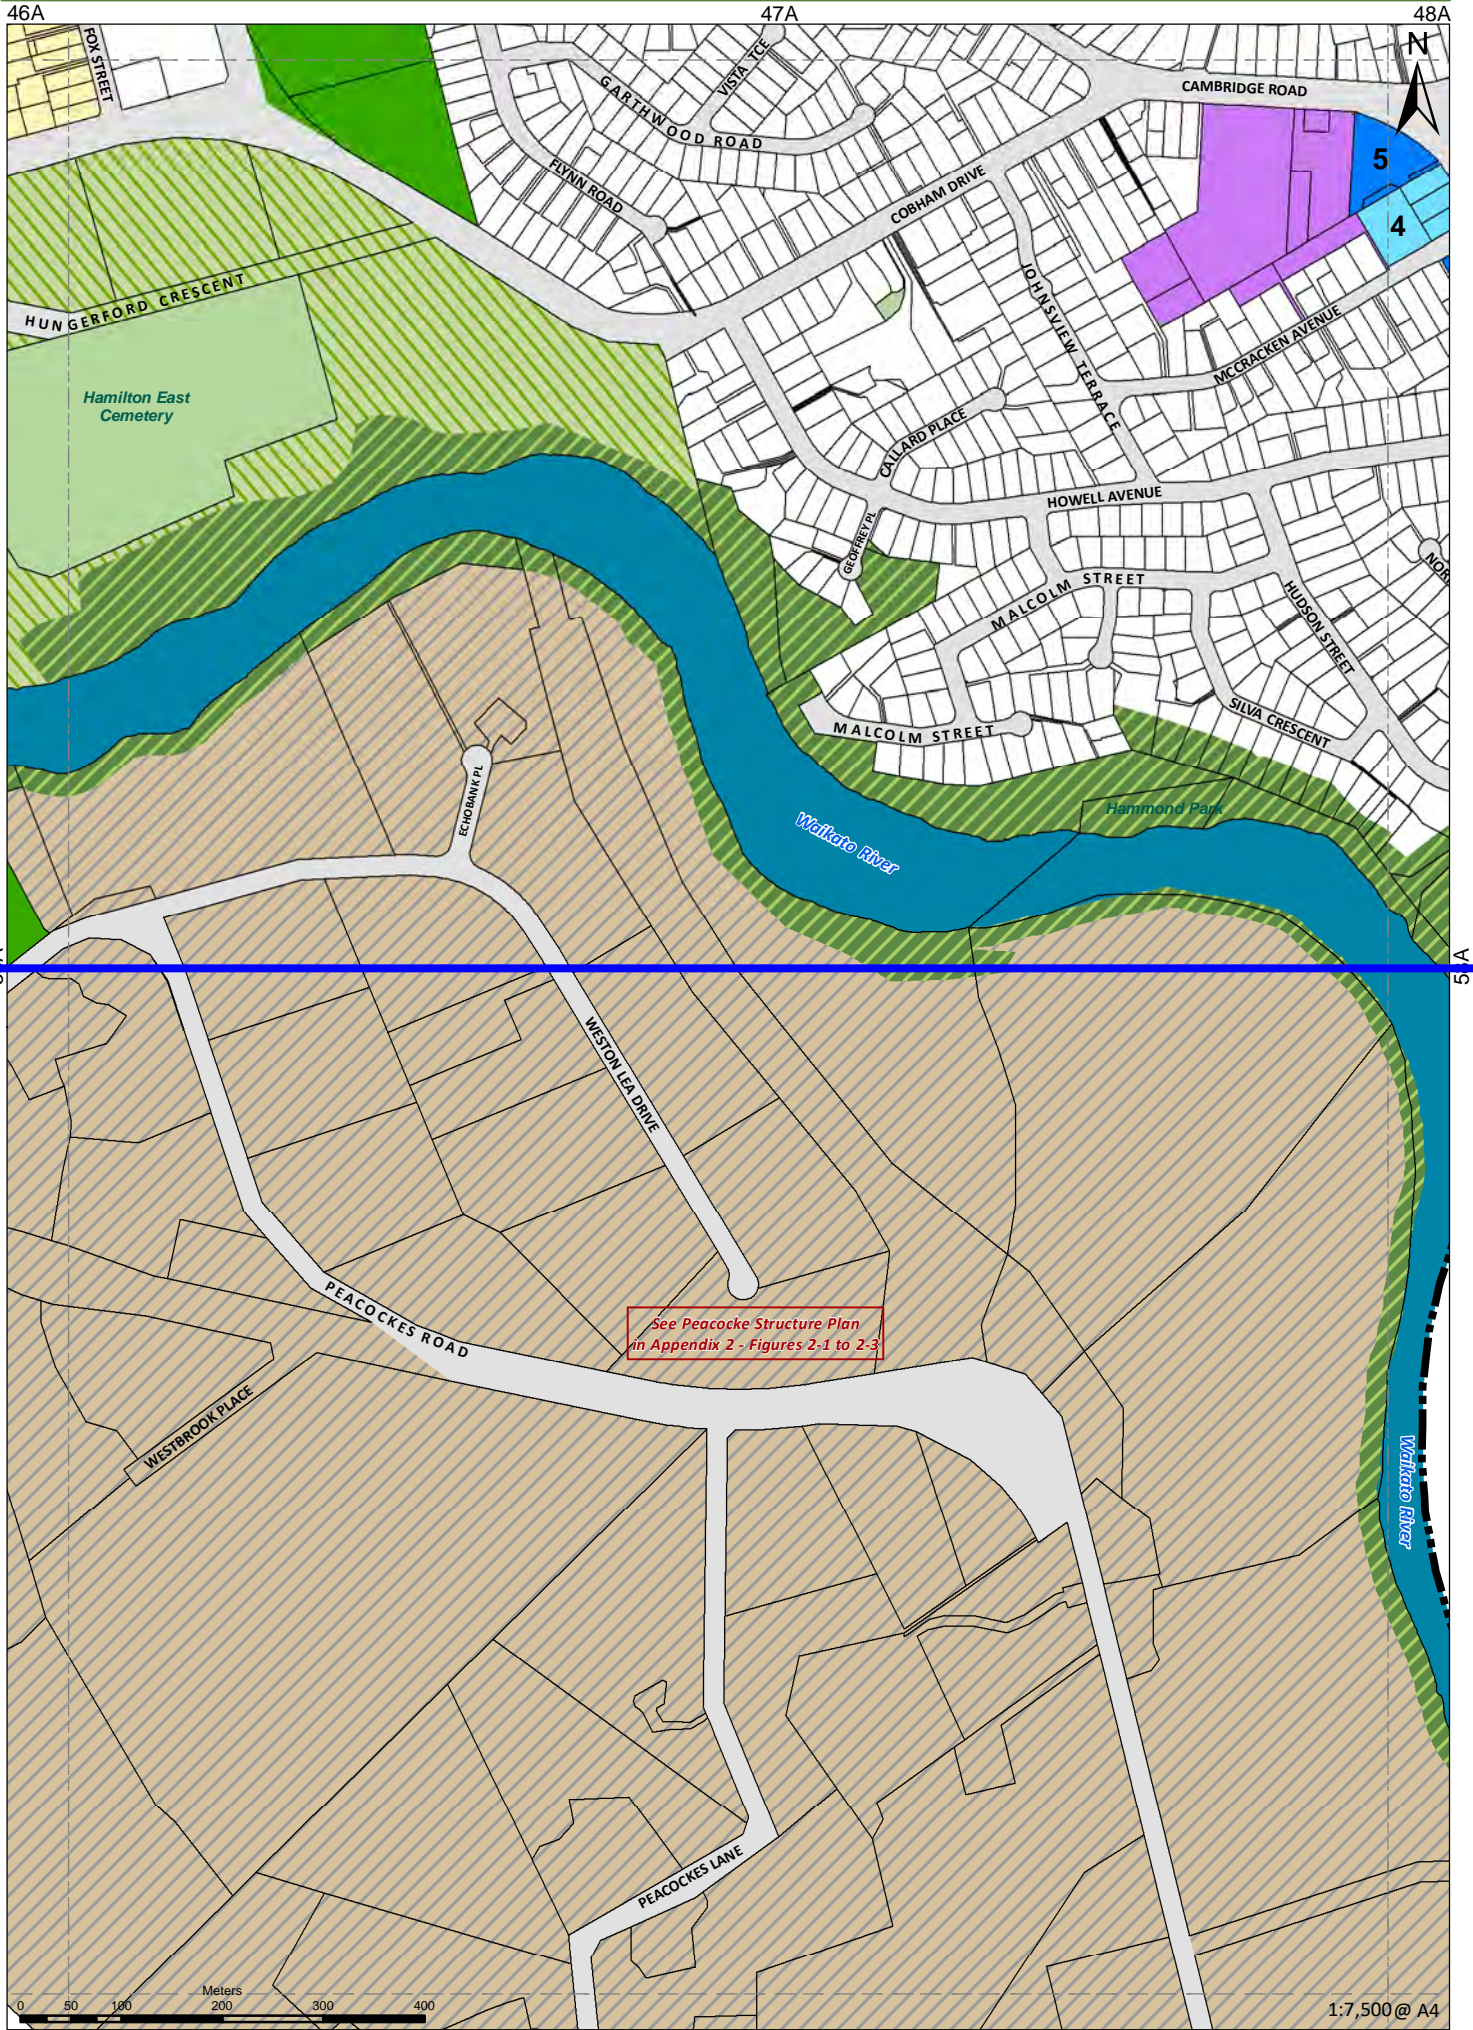 46A
47A
48A
N
FOX STREET
VISTA TCE
GARTHWOOD ROAD
CAMBRIDGE ROAD
FLYNN ROAD
COBHAM DRIVE
5
4
HUNGERFORD CRESCENT
JOHNSVIEW TERRACE
MCCRACKEN AVENUE
Hamilton East
Cemetery
CALLARD PLACE
HOWELL AVENUE
GEOFFREY PL
MALCOLM STREET
HUDSON STREET
SILVA CRESCENT
MALCOLM STREET
ECHOBANK PL
Hammond Park
Waikato River
WESTON LEA DRIVE
PEACOCKES ROAD
See Peacocke Structure Plan
in Appendix 2 - Figures 2-1 to 2-3
WESTBROOK PLACE
Waikato River
PEACOCKES LANE
Meters
0 50 100 200 300 400
1:7,500 @ A4